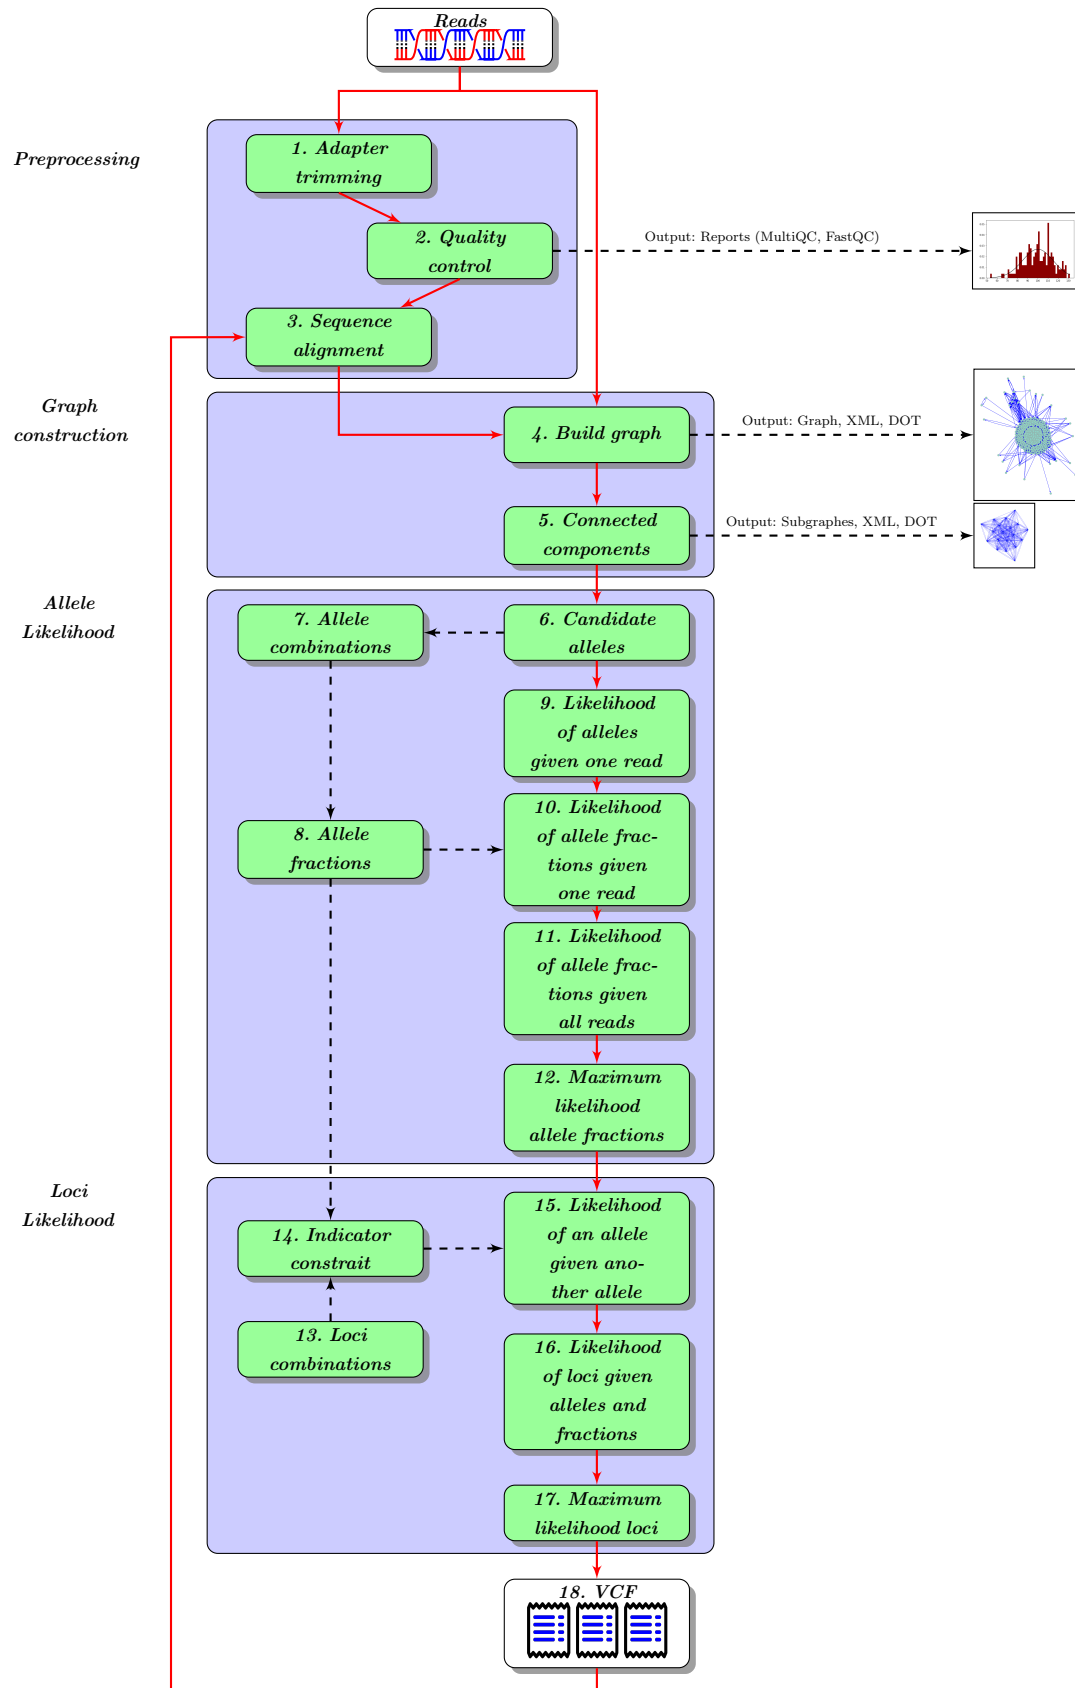 Reads
Preprocessing
1. Adapter
trimming
2. Quality
control
Output: Reports (MultiQC, FastQC)
3. Sequence
alignment
Graph
construction
4. Build graph
Output: Graph, XML, DOT
5. Connected
components
Output: Subgraphes, XML, DOT
Allele
Likelihood
7. Allele
combinations
6. Candidate
alleles
9. Likelihood
of alleles
given one read
8. Allele
fractions
10. Likelihood
of allele frac-
tions given
one read
11. Likelihood
of allele frac-
tions given
all reads
12. Maximum
likelihood
allele fractions
Loci
Likelihood
14. Indicator
constrait
15. Likelihood
of an allele
given ano-
ther allele
13. Loci
combinations
16. Likelihood
of loci given
alleles and
fractions
17. Maximum
likelihood loci
18. VCF